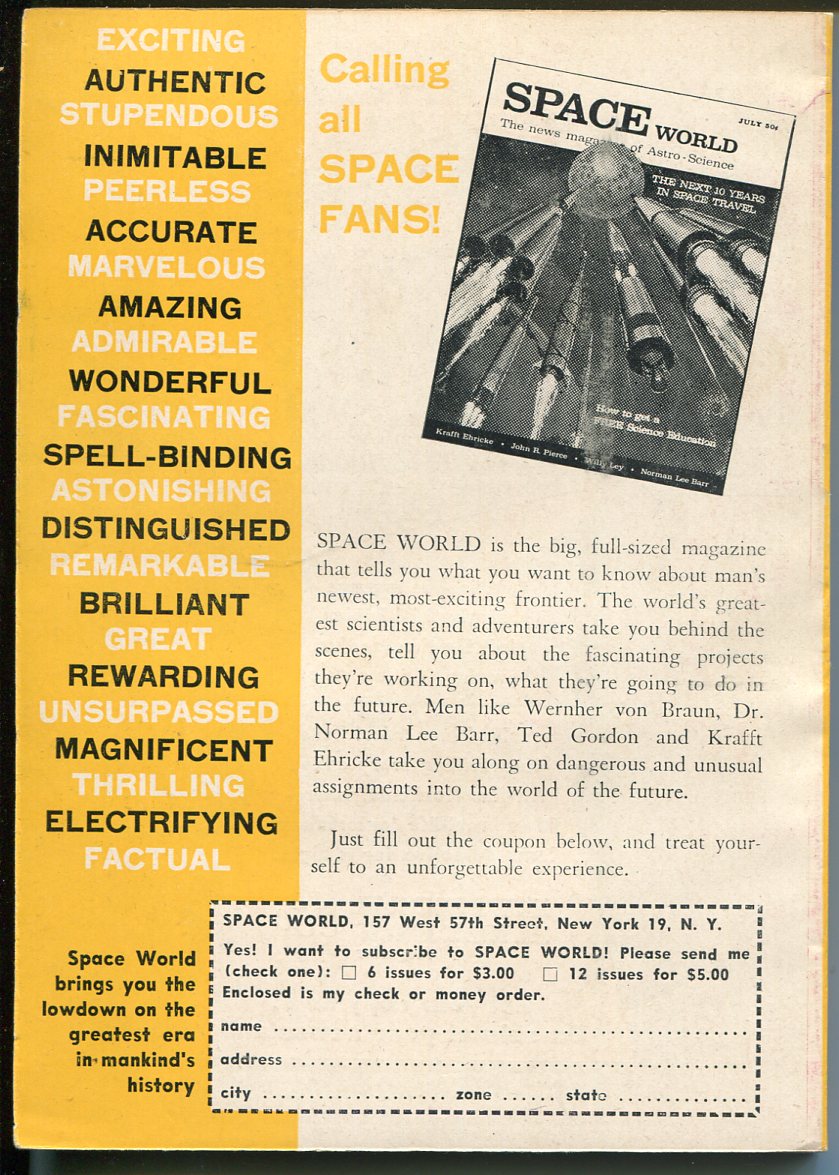 EXCITING
AUTHENTIC
STUPENDOUS
INIMITABLE
PEERLESS
ACCURATE
MARVELOUS
AMAZING
ADMIRABLE
WONDERFUL
FASCINATING
SPELL-BINDING
ASTONISHING
DISTINGUISHED
REMARKABLE
BRILLIANT
GREAT
REWARDING
UNSURPASSED
MAGNIFICENT
THRILLING
ELECTRIFYING
FACTUAL
Space World
brings you the
lowdown on the
greatest era
in mankind's
history
Calling
all
SPACE
FANS!
SPACE WORLD
JULY 50¢
The news magaz of Astro-Science
THE NEXT 10 YEARS
IN SPACE TRAVEL
How to get a
FREE Science Education
Krafft Ehricke • John R. Pierce • Willy Ley • Norman Lee Barr
SPACE WORLD is the big, full-sized magazine
that tells you what you want to know about man's
newest, most-exciting frontier. The world's great-
est scientists and adventurers take you behind the
scenes, tell you about the fascinating projects
they're working on, what they're going to do in
the future. Men like Wernher von Braun, Dr.
Norman Lee Barr, Ted Gordon and Krafft
Ehricke take you along on dangerous and unusual
assignments into the world of the future.
Just fill out the coupon below, and treat your-
self to an unforgettable experience.
SPACE WORLD, 157 West 57th Street, New York 19, N. Y.
Yes! I want to subscribe to SPACE WORLD! Please send me
(check one): □ 6 issues for $3.00 □ 12 issues for $5.00
Enclosed is my check or money order.
name ........................................................
address ......................................................
city .................... zone ...... state ..............